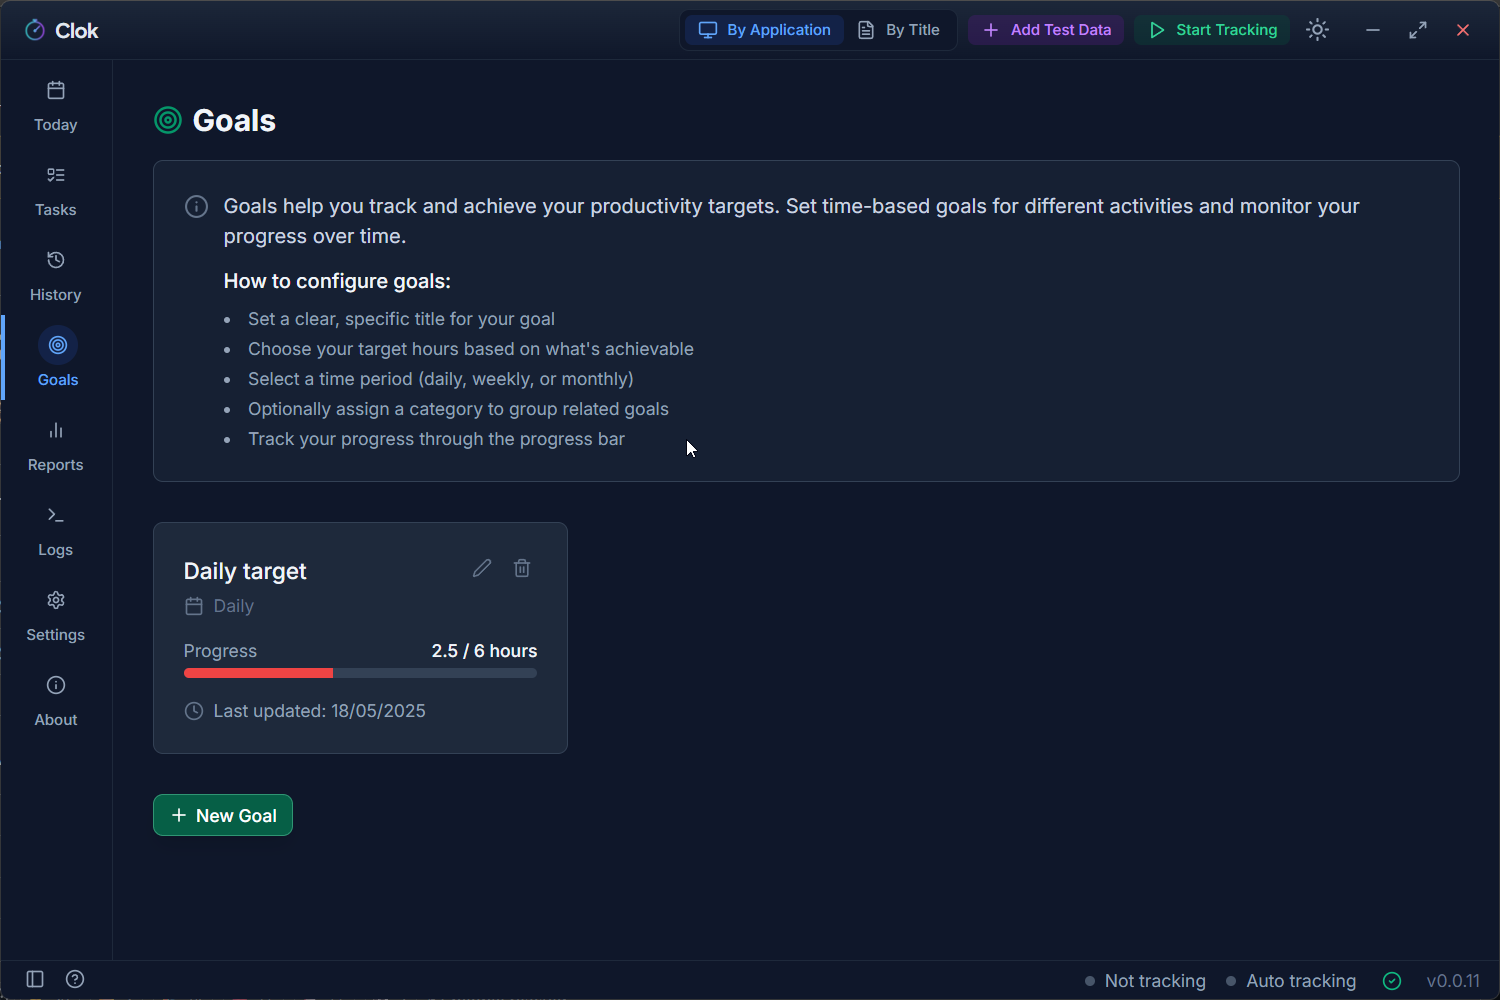 Clok
By Application
By Title
Add Test Data
Start Tracking
Today
Tasks
History
Goals
Reports
Logs
Settings
About
Goals
Goals help you track and achieve your productivity targets. Set time-based goals for different activities and monitor your
progress over time.
How to configure goals:
• Set a clear, specific title for your goal
• Choose your target hours based on what's achievable
• Select a time period (daily, weekly, or monthly)
• Optionally assign a category to group related goals
• Track your progress through the progress bar
Daily target
Daily
Progress 2.5 / 6 hours
Last updated: 18/05/2025
New Goal
Not tracking
Auto tracking
v0.0.11